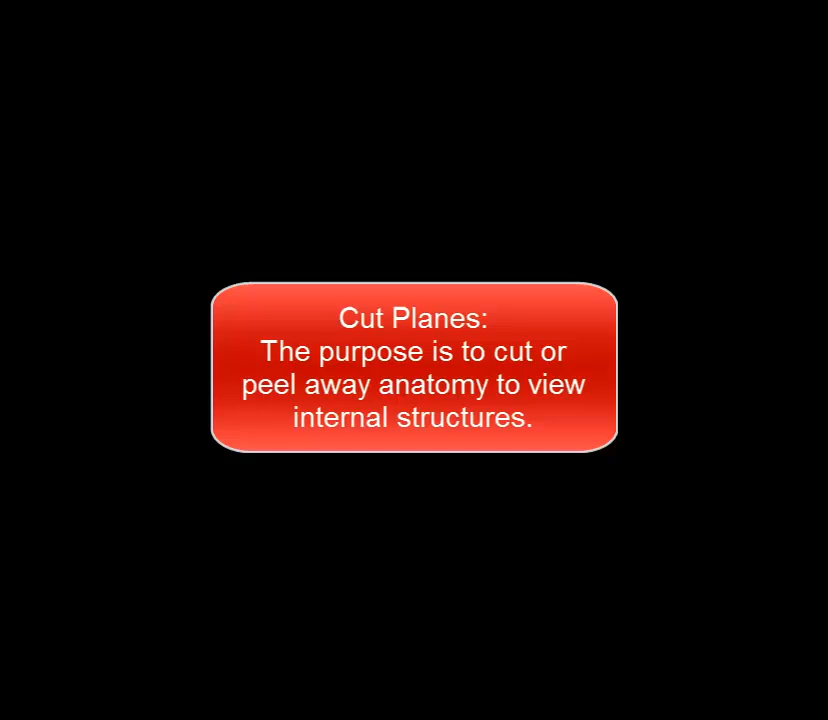 Cut Planes:
The purpose is to cut or
peel away anatomy to view
internal structures.